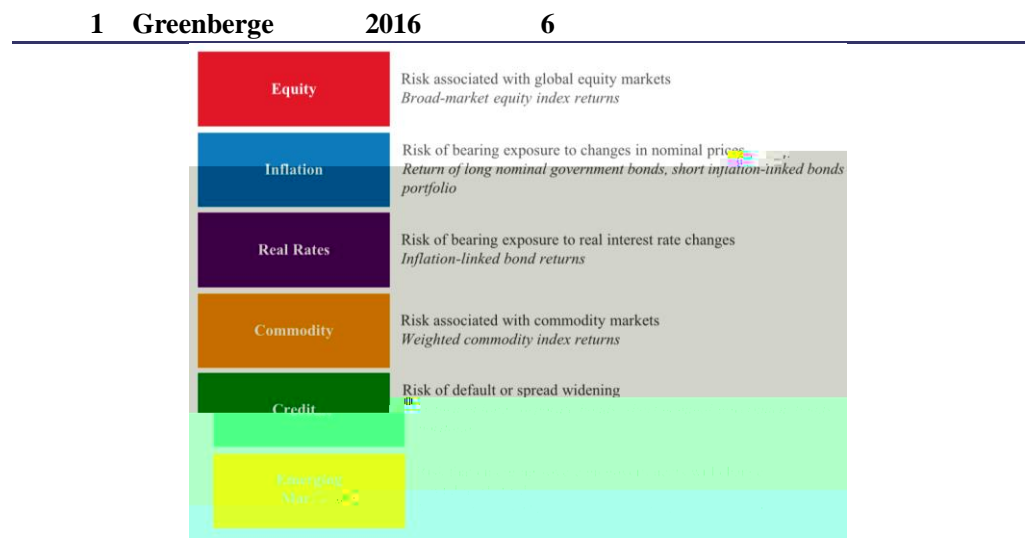 1 Greenberge 2016 6
Equity
Risk associated with global equity markets
Broad-market equity index returns
Inflation
Risk of bearing exposure to changes in nominal prices
Return of long nominal government bonds, short inflation-linked bonds
portfolio
Real Rates
Risk of bearing exposure to real interest rate changes
Inflation-linked bond returns
Commodity
Risk associated with commodity markets
Weighted commodity index returns
Credit
Risk of default or spread widening
Emerging